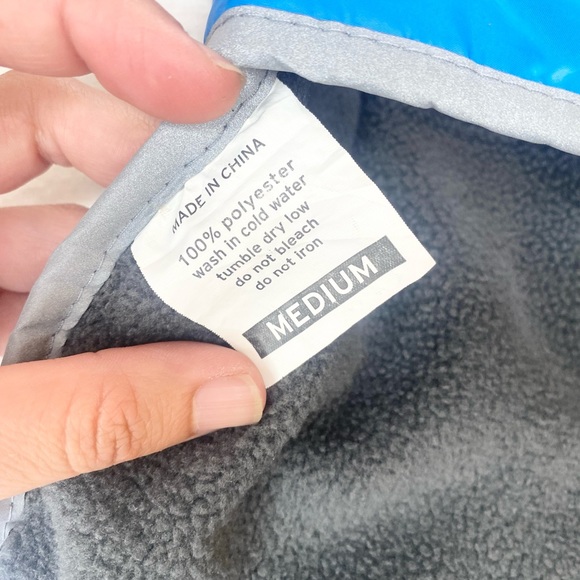 MADE IN CHINA
100% polyester
wash in cold water
tumble dry low
do not bleach
do not iron
MEDIUM